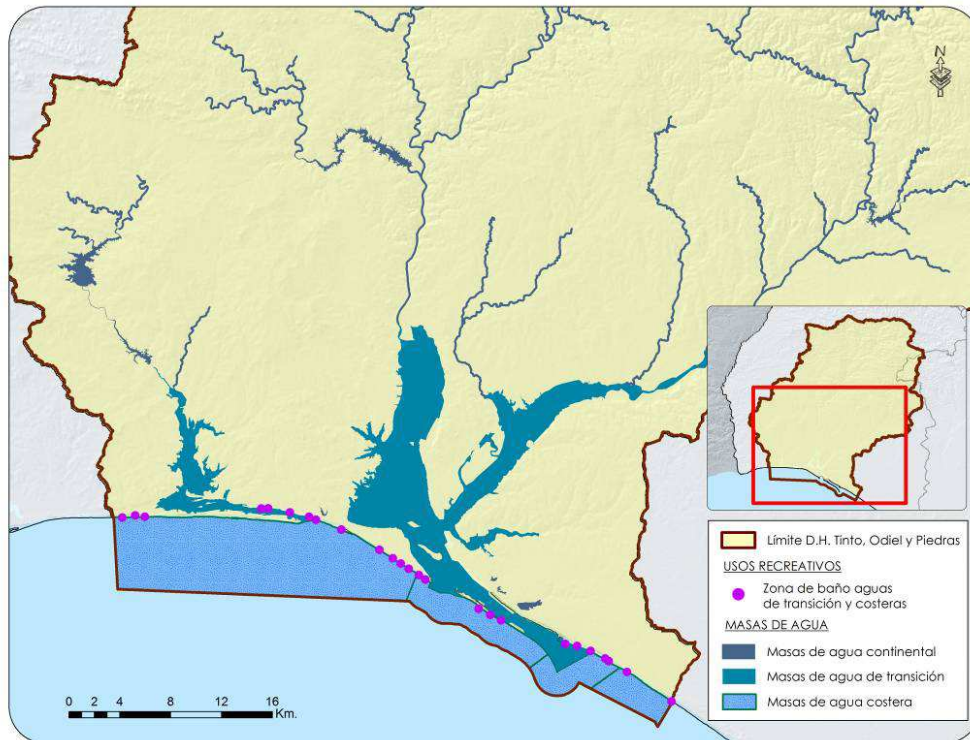 N
Límite D.H. Tinto, Odiel y Piedras
USOS RECREATIVOS
Zona de baño aguas
de transición y costeras
MASAS DE AGUA
Masas de agua continental
Masas de agua de transición
Masas de agua costera
0 2 4 8 12 16
Km.